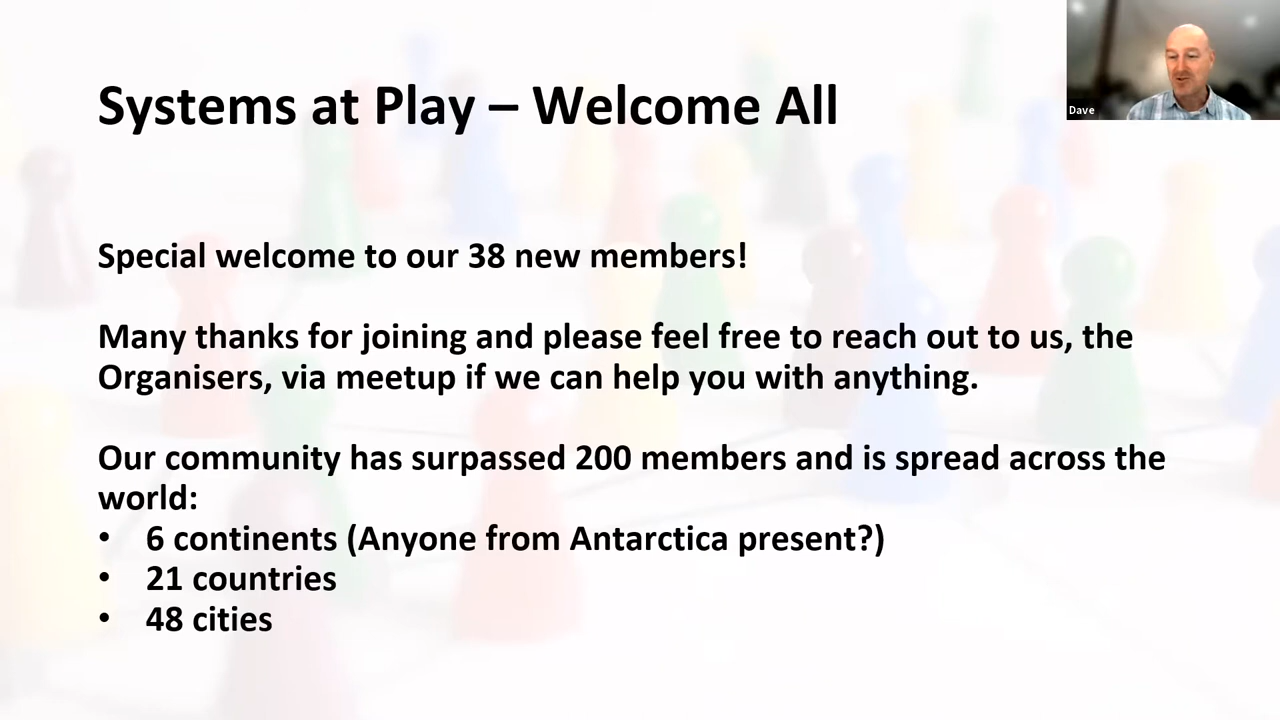 Systems at Play – Welcome All
Dave
Special welcome to our 38 new members!
Many thanks for joining and please feel free to reach out to us, the
Organisers, via meetup if we can help you with anything.
Our community has surpassed 200 members and is spread across the
world:
• 6 continents (Anyone from Antarctica present?)
• 21 countries
• 48 cities